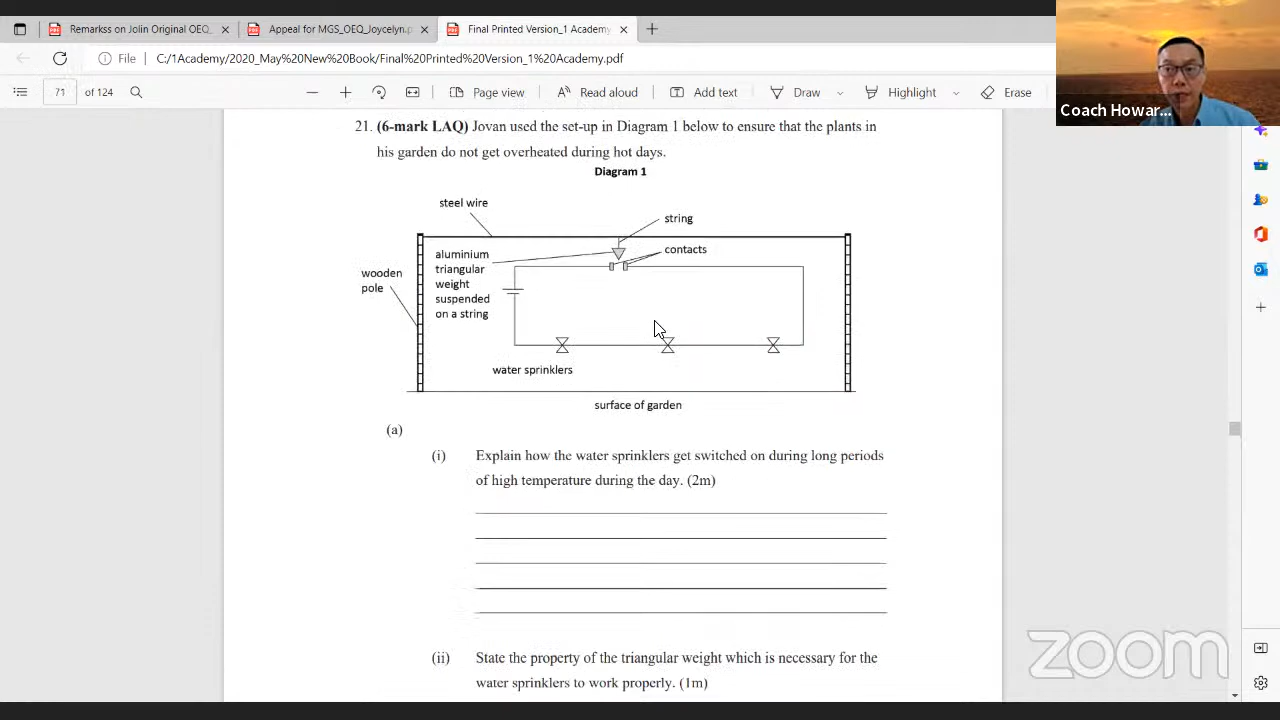 Remarkss on Jolin Original OEQ_
Appeal for MGS_OEQ_Joycelyn.pd
Final Printed Version_1 Academy
File
C:/1Academy/2020_May%20New%20Book/Final%20Printed%20Version_1%20Academy.pdf
71 of 124
Page view
Read aloud
Add text
Draw
Highlight
Erase
Coach Howar...
21. (6-mark LAQ) Jovan used the set-up in Diagram 1 below to ensure that the plants in
his garden do not get overheated during hot days.
Diagram 1
steel wire
string
contacts
aluminium
triangular
weight
suspended
on a string
wooden
pole
water sprinklers
surface of garden
(a)
(i) Explain how the water sprinklers get switched on during long periods
of high temperature during the day. (2m)
(ii) State the property of the triangular weight which is necessary for the
water sprinklers to work properly. (1m)
zoom